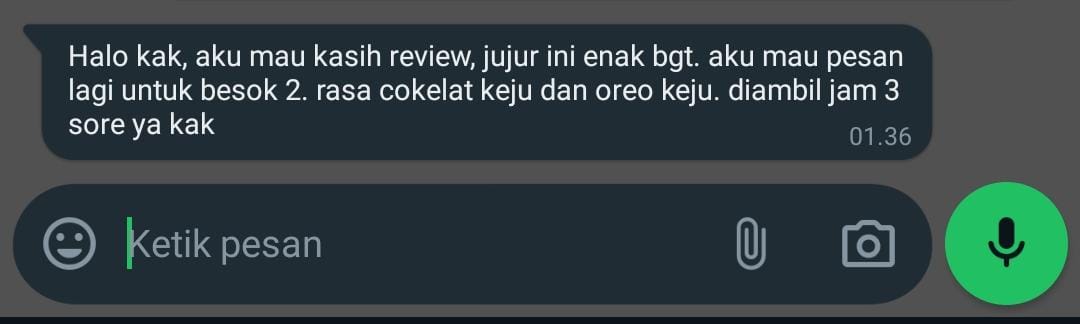 Halo kak, aku mau kasih review, jujur ini enak bgt. aku mau pesan
lagi untuk besok 2. rasa cokelat keju dan oreo keju. diambil jam 3
sore ya kak
01.36
Ketik pesan